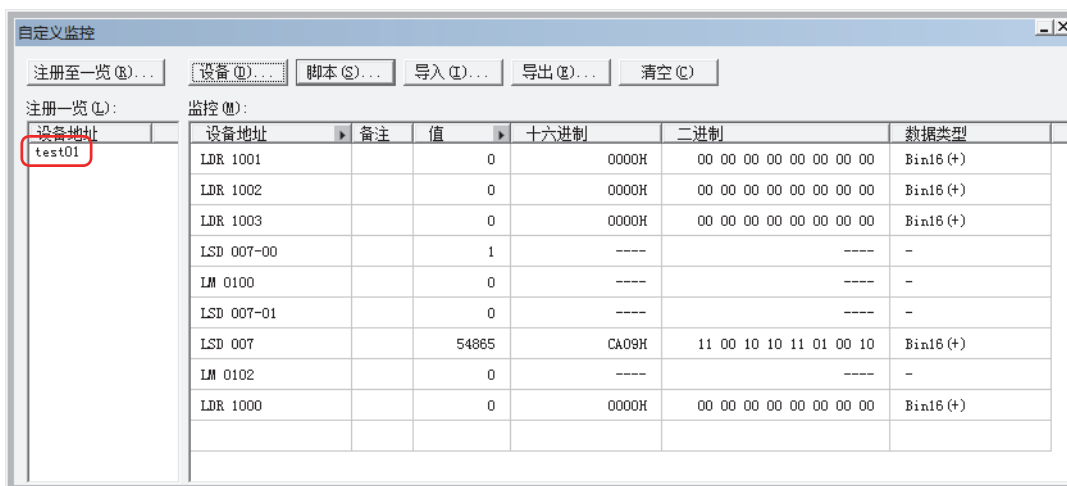 自定义监控
注册至一览(R)... 设备(D)... 脚本(S)... 导入(I)... 导出(E)... 清空(C)
注册一览(L): 监控(M):
设备地址 设备地址 备注 值 十六进制 二进制 数据类型
test01 LDR 1001 0 0000H 00 00 00 00 00 00 00 00 Bin16(+)
LDR 1002 0 0000H 00 00 00 00 00 00 00 00 Bin16(+)
LDR 1003 0 0000H 00 00 00 00 00 00 00 00 Bin16(+)
LSD 007-00 1 ---- ---- -
LM 0100 0 ---- ---- -
LSD 007-01 0 ---- ---- -
LSD 007 54865 CA09H 11 00 10 10 11 01 00 10 Bin16(+)
LM 0102 0 ---- ---- -
LDR 1000 0 0000H 00 00 00 00 00 00 00 00 Bin16(+)